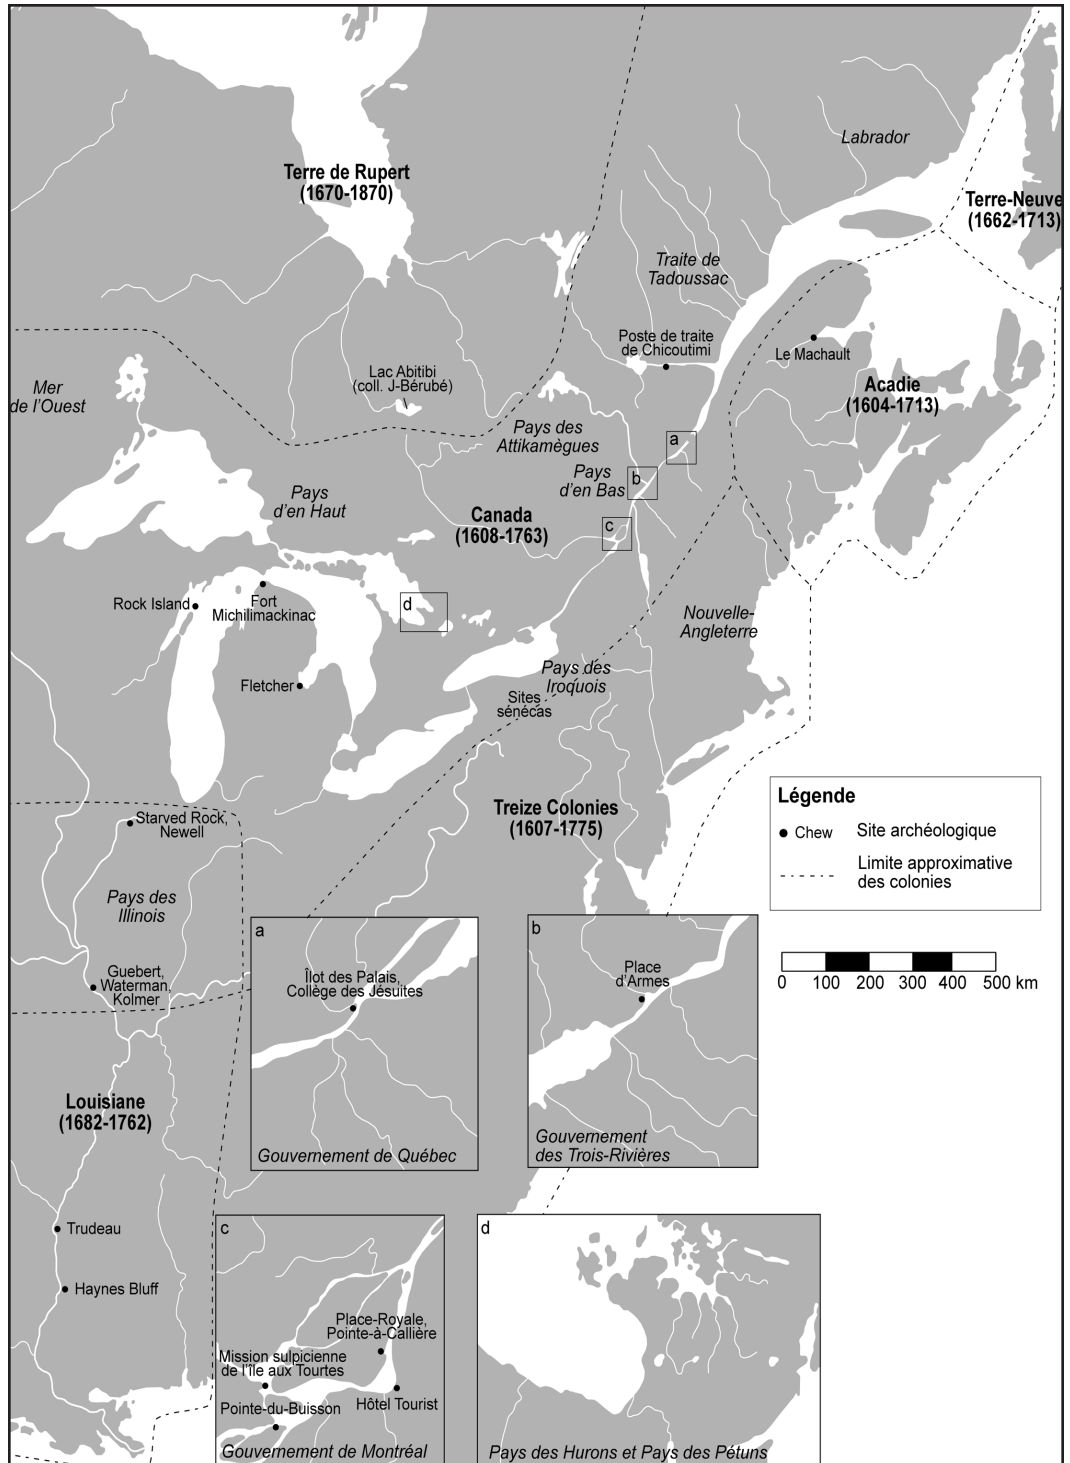 Labrador
Terre de Rupert
(1670-1870)
Terre-Neuve
(1662-1713)
Traite de
Tadoussac
Poste de traite
de Chicoutimi
Le Machault
Lac Abitibi
(coll. J-Bérubé)
Mer
de l'Ouest
Acadie
(1604-1713)
Pays des
Attikamègues
a
Pays
d'en Bas
b
Pays
d'en Haut
Canada
(1608-1763)
c
Rock Island
Fort
Michilimackinac
d
Nouvelle-
Angleterre
Fletcher
Pays des
Iroquois
Sites
sénécas
Treize Colonies
(1607-1775)
Légende
Chew
Site archéologique
Limite approximative
des colonies
Starved Rock,
Newell
Pays des
Illinois
Guebert,
Waterman,
Kolmer
0 100 200 300 400 500 km
a
Îlot des Palais,
Collège des Jésuites
Gouvernement de Québec
b
Place
d'Armes
Gouvernement
des Trois-Rivières
Louisiane
(1682-1762)
Trudeau
Haynes Bluff
c
Place-Royale,
Pointe-à-Callière
Mission sulpicienne
de l'île aux Tourtes
Pointe-du-Buisson
Hôtel Tourist
Gouvernement de Montréal
d
Pays des Hurons et Pays des Pétuns